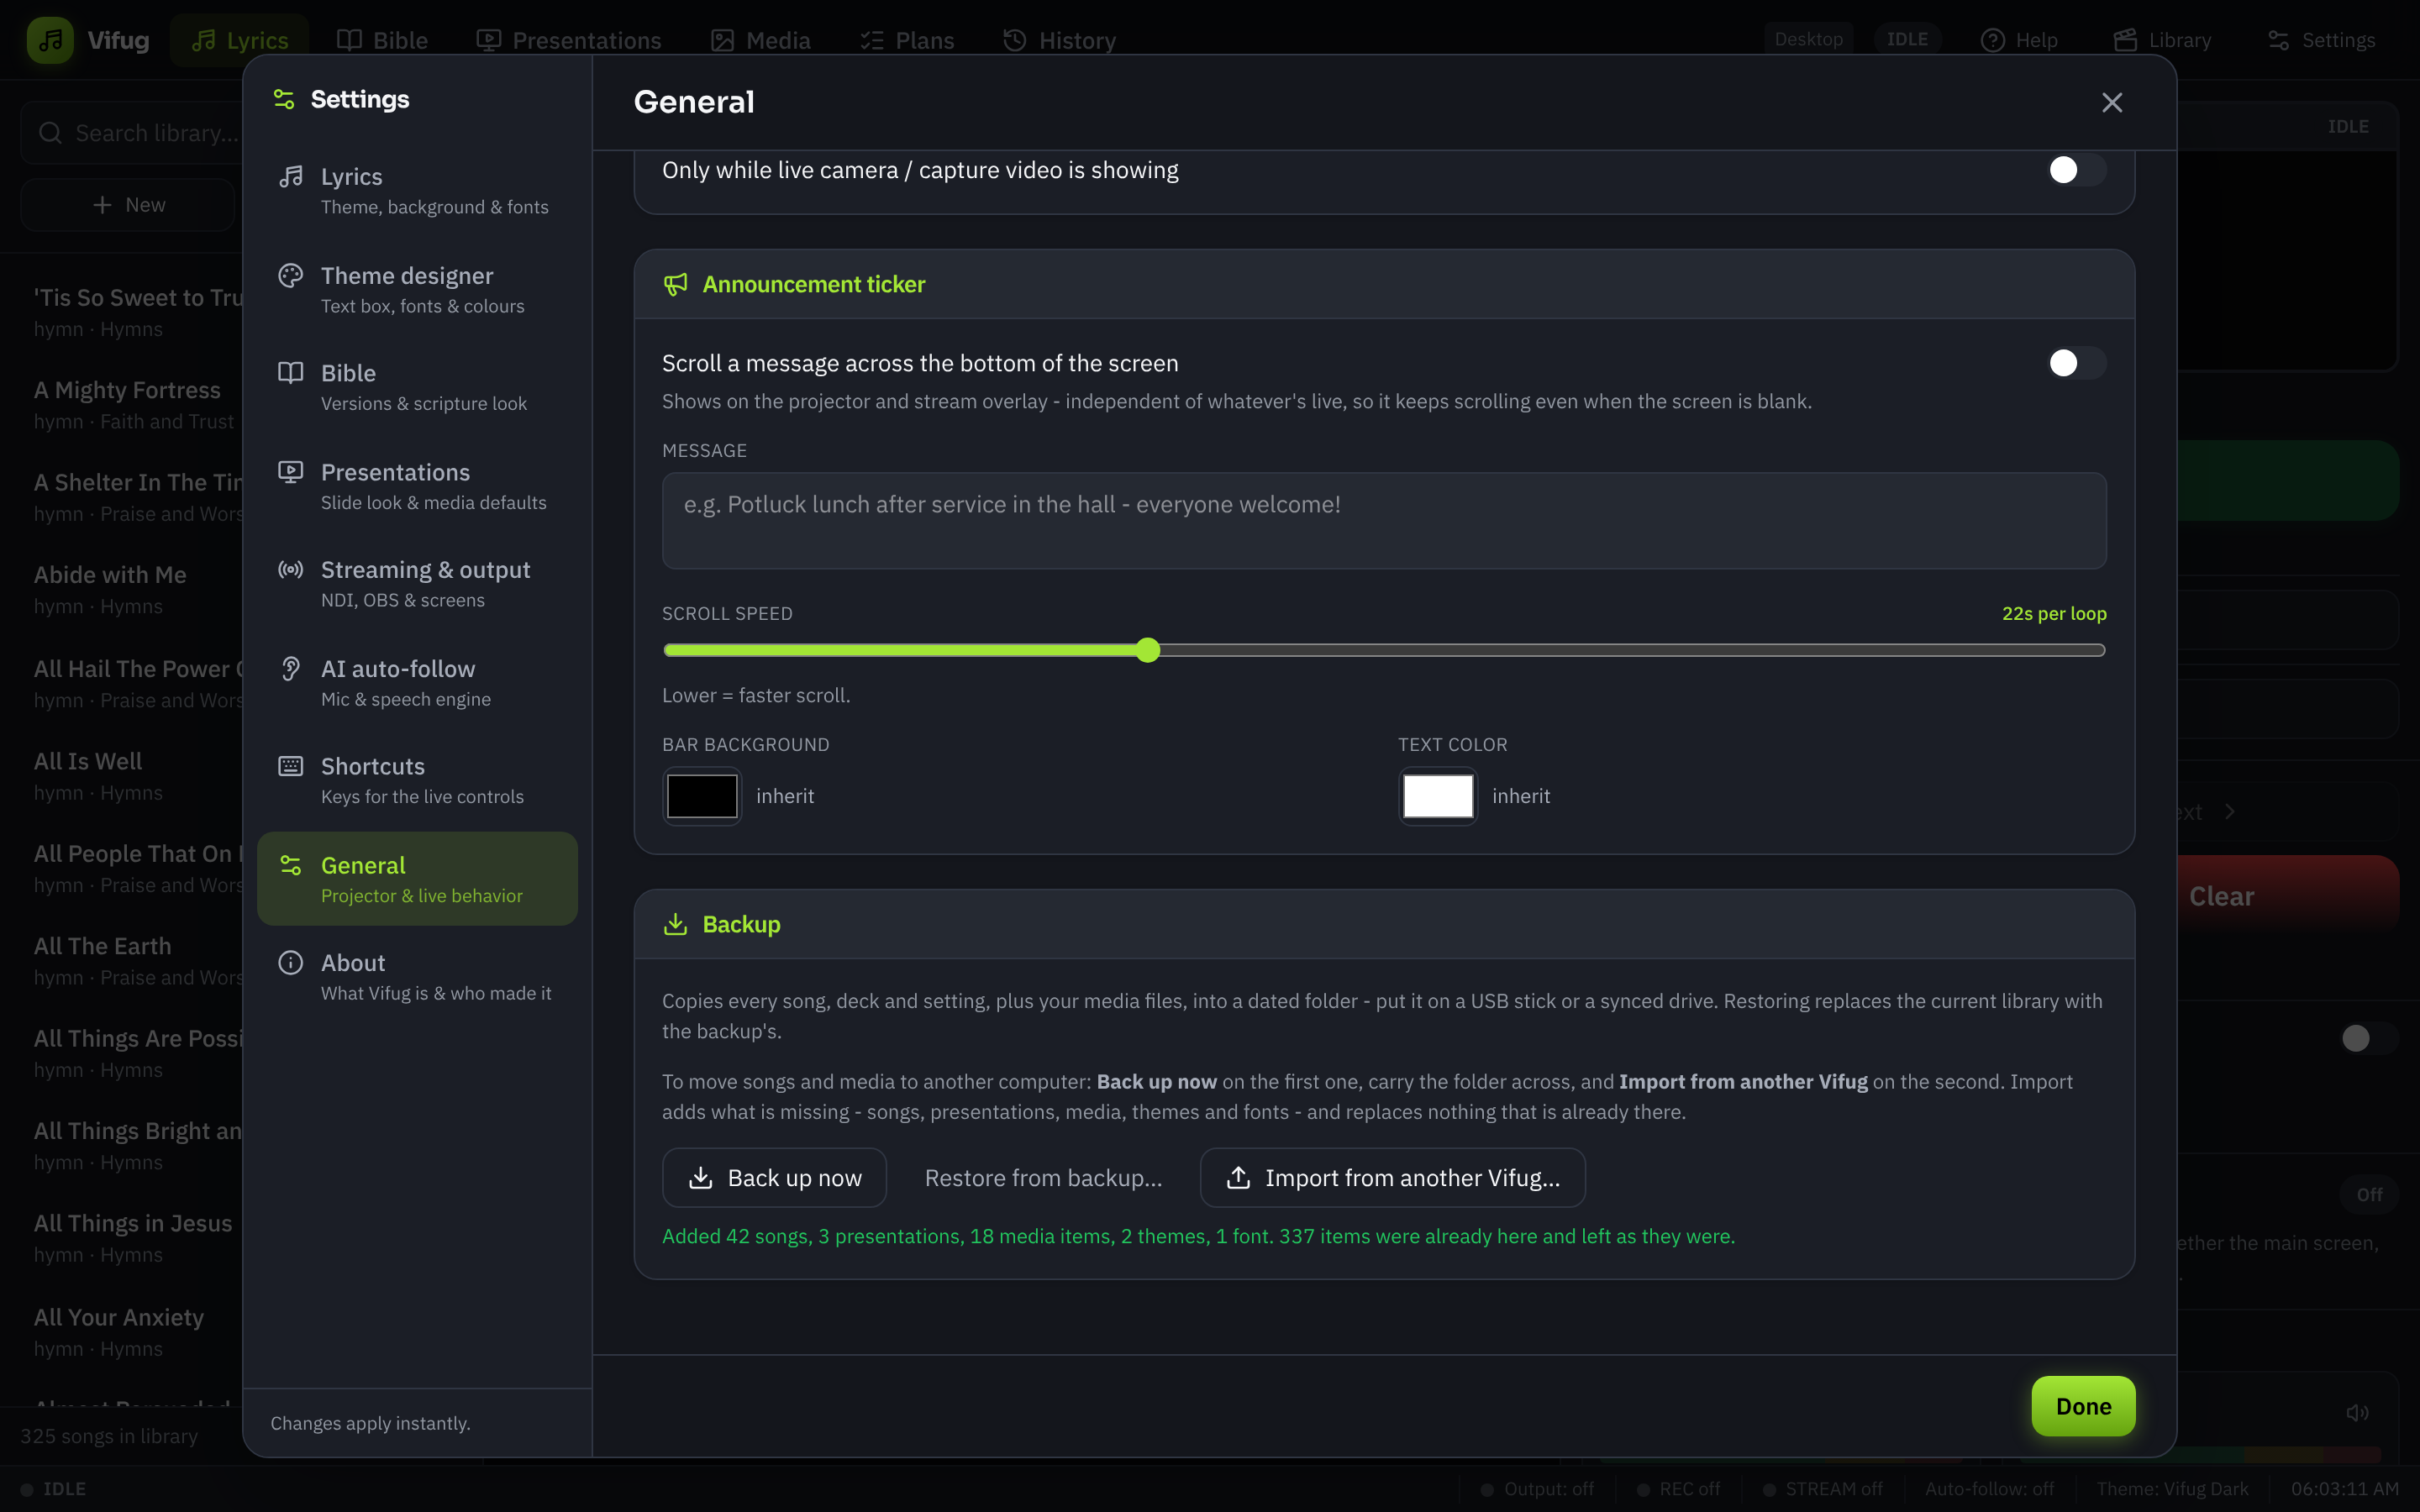 Vifug
Lyrics
Bible
Presentations
Media
Plans
History
Desktop
IDLE
Help
Library
Settings
Search library...
New
'Tis So Sweet to Tru
hymn · Hymns
A Mighty Fortress
hymn · Faith and Trust
A Shelter In The Tim
hymn · Praise and Wors
Abide with Me
hymn · Hymns
All Hail The Power
hymn · Praise and Wors
All Is Well
hymn · Hymns
All People That On
hymn · Praise and Wors
All The Earth
hymn · Praise and Wors
All Things Are Possi
hymn · Hymns
All Things Bright an
hymn · Hymns
All Things in Jesus
hymn · Hymns
All Your Anxiety
hymn · Hymns
325 songs in library
Settings
Lyrics
Theme, background & fonts
Theme designer
Text box, fonts & colours
Bible
Versions & scripture look
Presentations
Slide look & media defaults
Streaming & output
NDI, OBS & screens
AI auto-follow
Mic & speech engine
Shortcuts
Keys for the live controls
General
Projector & live behavior
About
What Vifug is & who made it
Changes apply instantly.
General
Only while live camera / capture video is showing
Announcement ticker
Scroll a message across the bottom of the screen
Shows on the projector and stream overlay - independent of whatever's live, so it keeps scrolling even when the screen is blank.
MESSAGE
e.g. Potluck lunch after service in the hall - everyone welcome!
SCROLL SPEED
22s per loop
Lower = faster scroll.
BAR BACKGROUND
TEXT COLOR
inherit
inherit
Backup
Copies every song, deck and setting, plus your media files, into a dated folder - put it on a USB stick or a synced drive. Restoring replaces the current library with
the backup's.
To move songs and media to another computer: Back up now on the first one, carry the folder across, and Import from another Vifug on the second. Import
adds what is missing - songs, presentations, media, themes and fonts - and replaces nothing that is already there.
Back up now
Restore from backup...
Import from another Vifug...
Added 42 songs, 3 presentations, 18 media items, 2 themes, 1 font. 337 items were already here and left as they were.
Done
IDLE
ext
Clear
Off
ether the main screen,
IDLE
Output: off
REC off
STREAM off
Auto-follow: off
Theme: Vifug Dark
06:03:11 AM